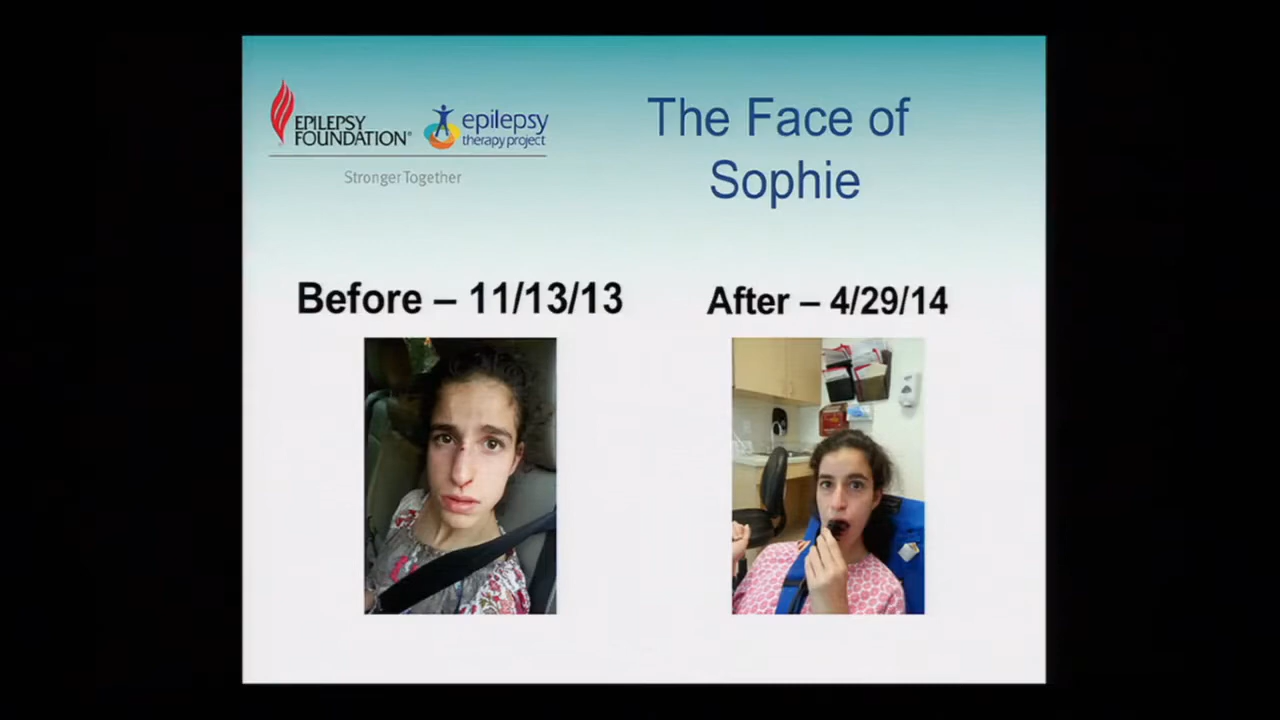 EPILEPSY
FOUNDATION®
epilepsy
therapy project
Stronger Together
The Face of
Sophie
Before – 11/13/13
After – 4/29/14